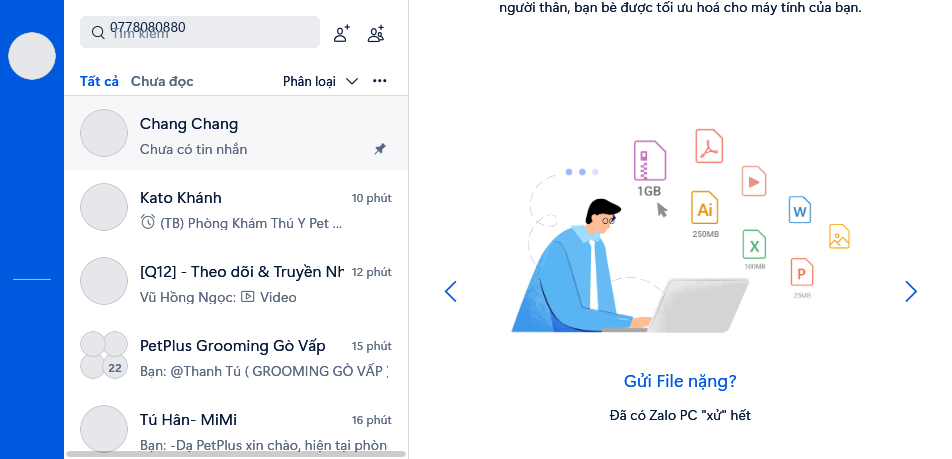 0778080880
Tìm kiếm
Tất cả Chưa đọc Phân loại
Chang Chang
Chưa có tin nhắn
Kato Khánh 10 phút
(TB) Phòng Khám Thú Y Pet ...
[Q12] - Theo dõi & Truyền Nh 12 phút
Vũ Hồng Ngọc: Video
PetPlus Grooming Gò Vấp 15 phút
22
Bạn: @Thanh Tú ( GROOMING GÒ VẤP )
Tú Hân- MiMi 16 phút
Bạn: -Dạ PetPlus xin chào, hiện tại phòn
người thân, bạn bè được tối ưu hoá cho máy tính của bạn.
1GB
Ai
250MB
W
X
100MB
P
25MB
Gửi File nặng?
Đã có Zalo PC "xử" hết